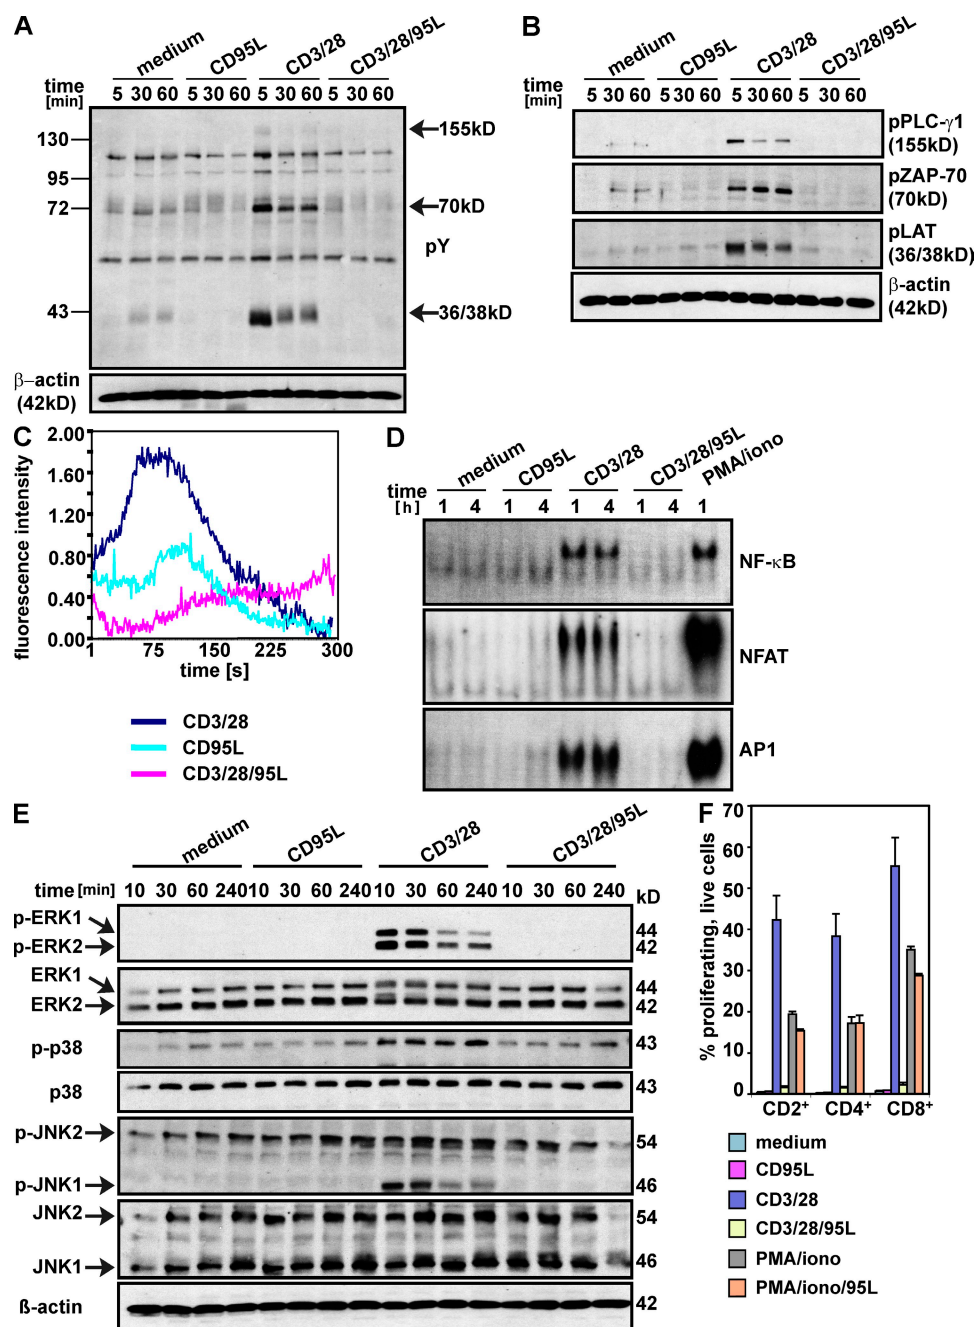 A
medium CD95L CD3/28 CD3/28/95L
time [min] 5 30 60 5 30 60 5 30 60 5 30 60
130
95
72
43
155kD
70kD
pY
36/38kD
β–actin (42kD)
B
medium CD95L CD3/28 CD3/28/95L
time [min] 5 30 60 5 30 60 5 30 60 5 30 60
pPLC-γ1 (155kD)
pZAP-70 (70kD)
pLAT (36/38kD)
β-actin (42kD)
C
fluorescence intensity
2.00
1.60
1.20
0.80
0.40
0.00
1 75 150 225 300
time [s]
CD3/28
CD95L
CD3/28/95L
D
medium CD95L CD3/28 CD3/28/95L PMA/iono
time [h] 1 4 1 4 1 4 1 4 1
NF-κB
NFAT
AP1
E
medium CD95L CD3/28 CD3/28/95L
time [min] 10 30 60 240 10 30 60 240 10 30 60 240 10 30 60 240 kD
p-ERK1 44
p-ERK2 42
ERK1 44
ERK2 42
p-p38 43
p38 43
p-JNK2 54
p-JNK1 46
JNK2 54
JNK1 46
ß-actin 42
F
% proliferating, live cells
70
60
50
40
30
20
10
0
CD2+ CD4+ CD8+
medium
CD95L
CD3/28
CD3/28/95L
PMA/iono
PMA/iono/95L